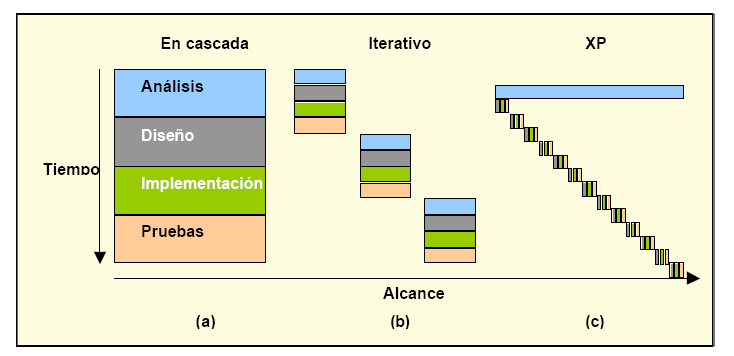 En cascada
Iterativo
XP
Análisis
Diseño
Tiempo
Implementación
Pruebas
Alcance
(a)
(b)
(c)